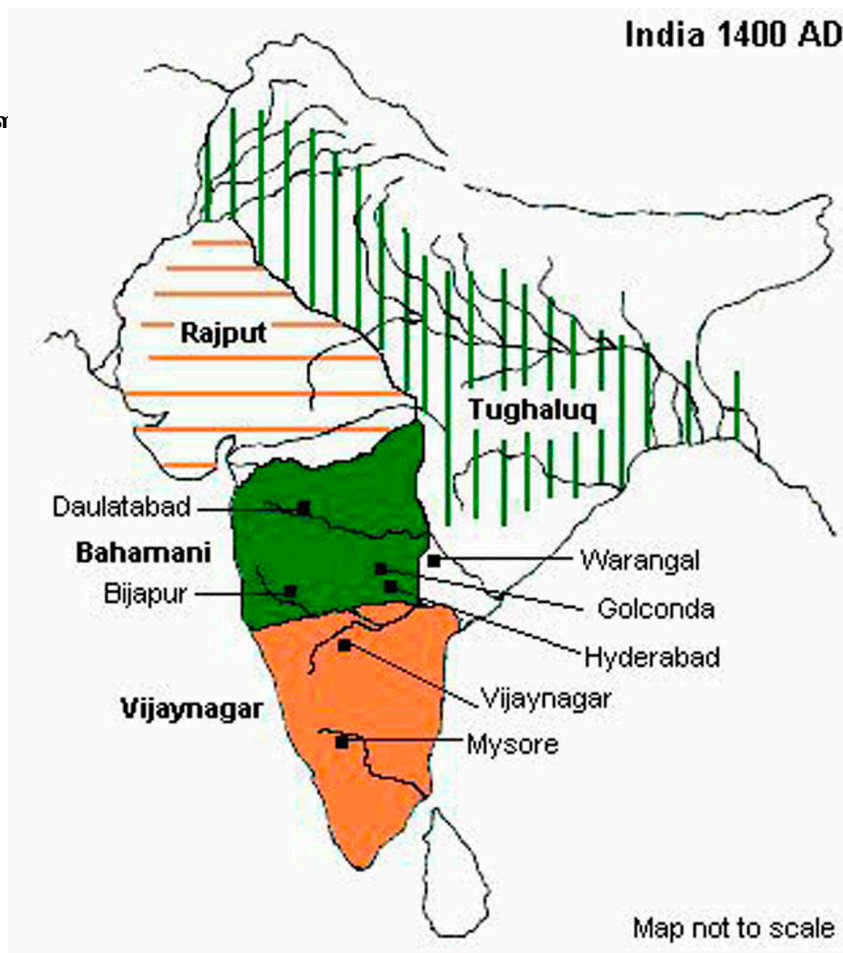 India 1400 AD
Rajput
Tughaluq
Daulatabad
Bahamani
Warangal
Bijapur
Golconda
Hyderabad
Vijaynagar
Vijaynagar
Mysore
Map not to scale